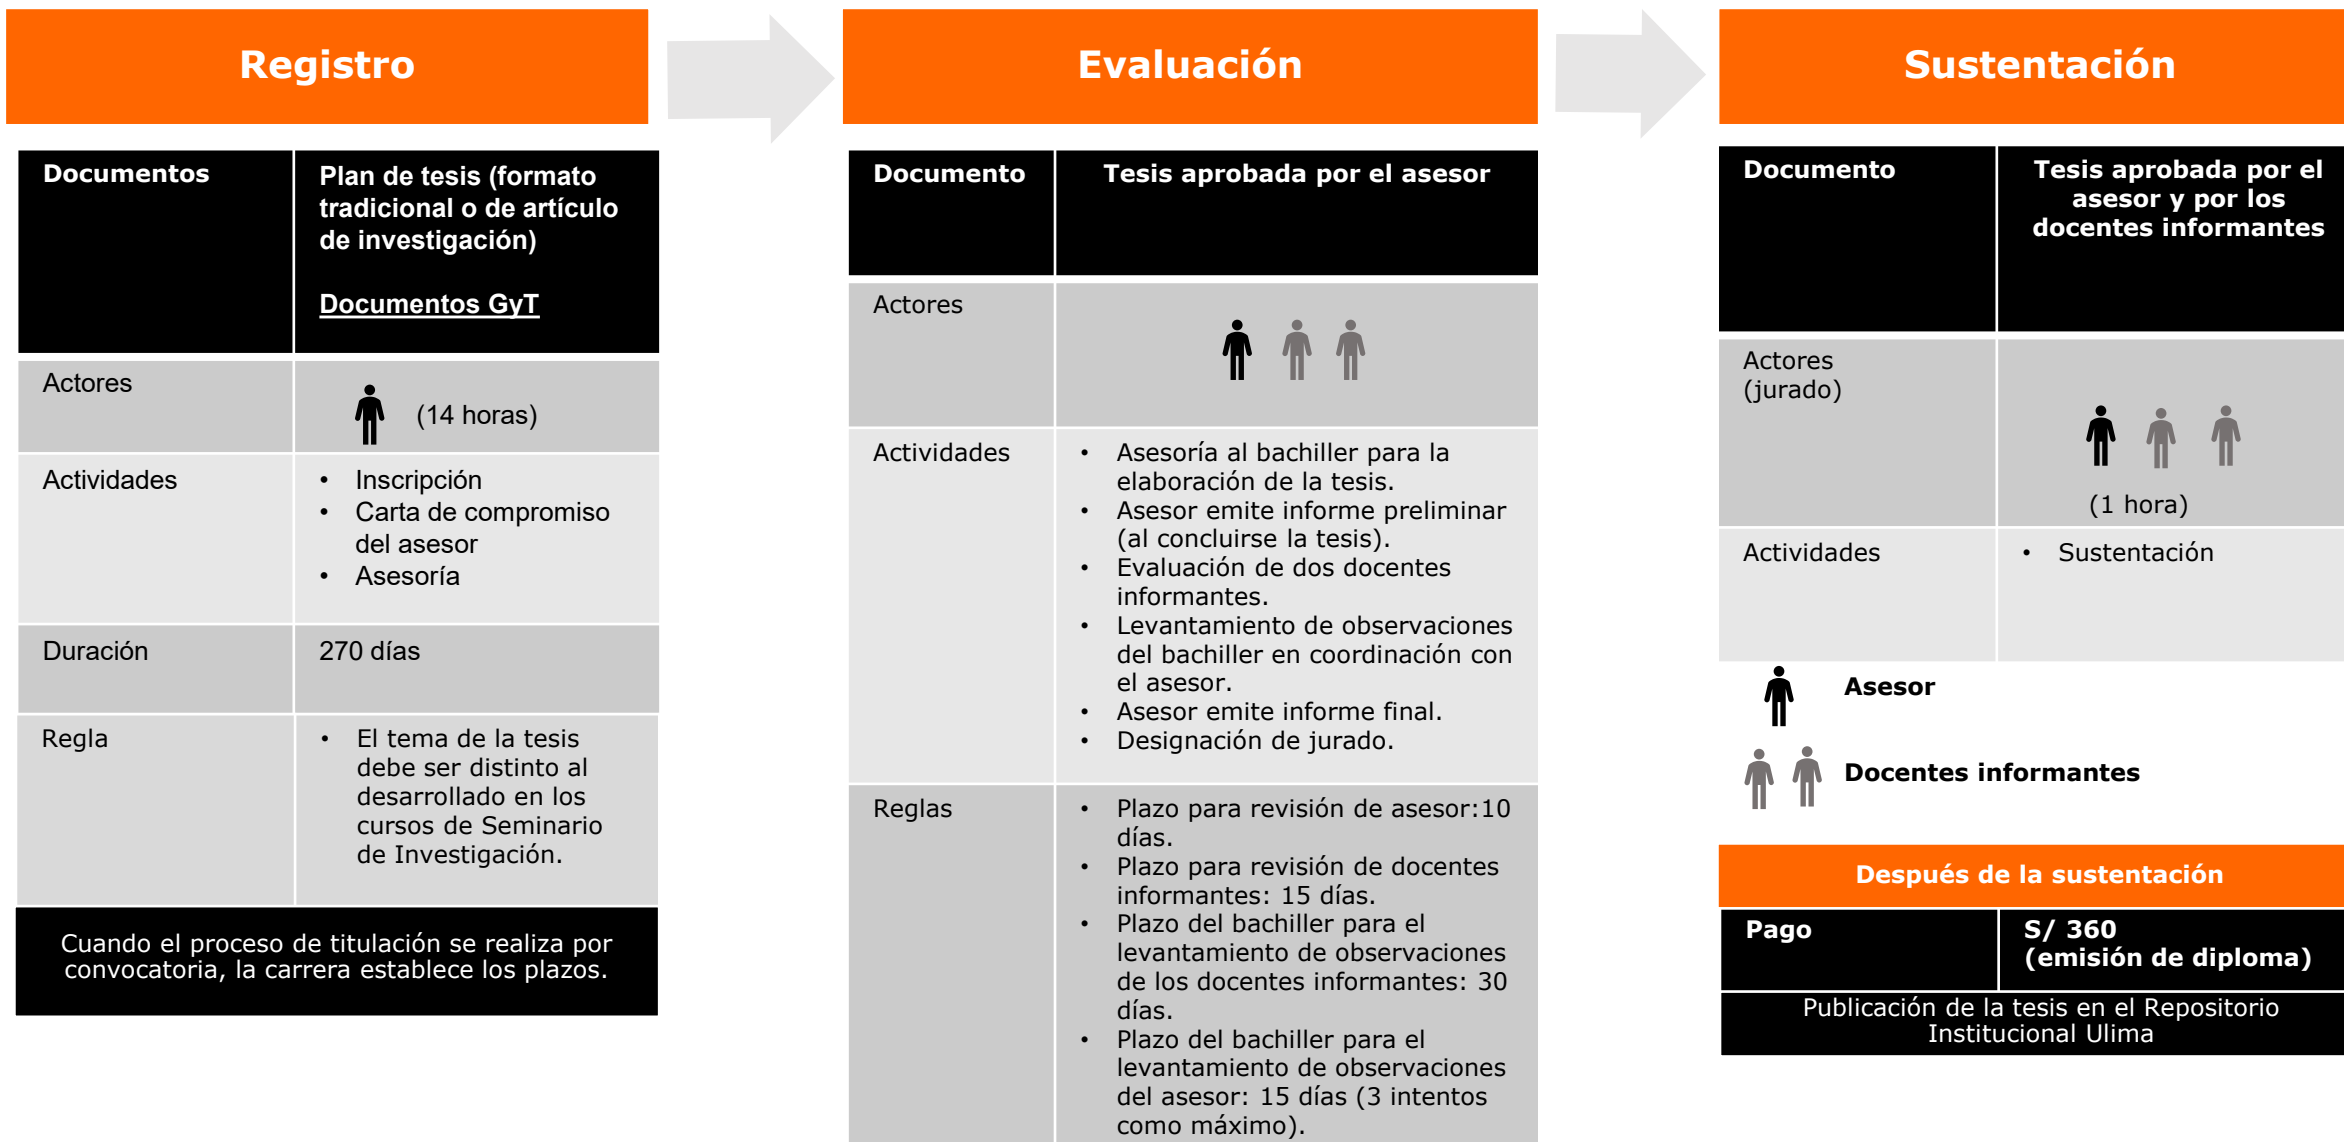 Registro
Documentos
Plan de tesis (formato
tradicional o de artículo
de investigación)
Documentos GyT
Actores
(14 horas)
Actividades
• Inscripción
• Carta de compromiso
del asesor
• Asesoría
Duración
270 días
Regla
• El tema de la tesis
debe ser distinto al
desarrollado en los
cursos de Seminario
de Investigación.
Cuando el proceso de titulación se realiza por
convocatoria, la carrera establece los plazos.
Evaluación
Documento
Tesis aprobada por el asesor
Actores
Actividades
• Asesoría al bachiller para la
elaboración de la tesis.
• Asesor emite informe preliminar
(al concluirse la tesis).
• Evaluación de dos docentes
informantes.
• Levantamiento de observaciones
del bachiller en coordinación con
el asesor.
• Asesor emite informe final.
• Designación de jurado.
Reglas
• Plazo para revisión de asesor:10
días.
• Plazo para revisión de docentes
informantes: 15 días.
• Plazo del bachiller para el
levantamiento de observaciones
de los docentes informantes: 30
días.
• Plazo del bachiller para el
levantamiento de observaciones
del asesor: 15 días (3 intentos
como máximo).
Sustentación
Documento
Tesis aprobada por el
asesor y por los
docentes informantes
Actores
(jurado)
(1 hora)
Actividades
• Sustentación
Asesor
Docentes informantes
Después de la sustentación
Pago
S/ 360
(emisión de diploma)
Publicación de la tesis en el Repositorio
Institucional Ulima